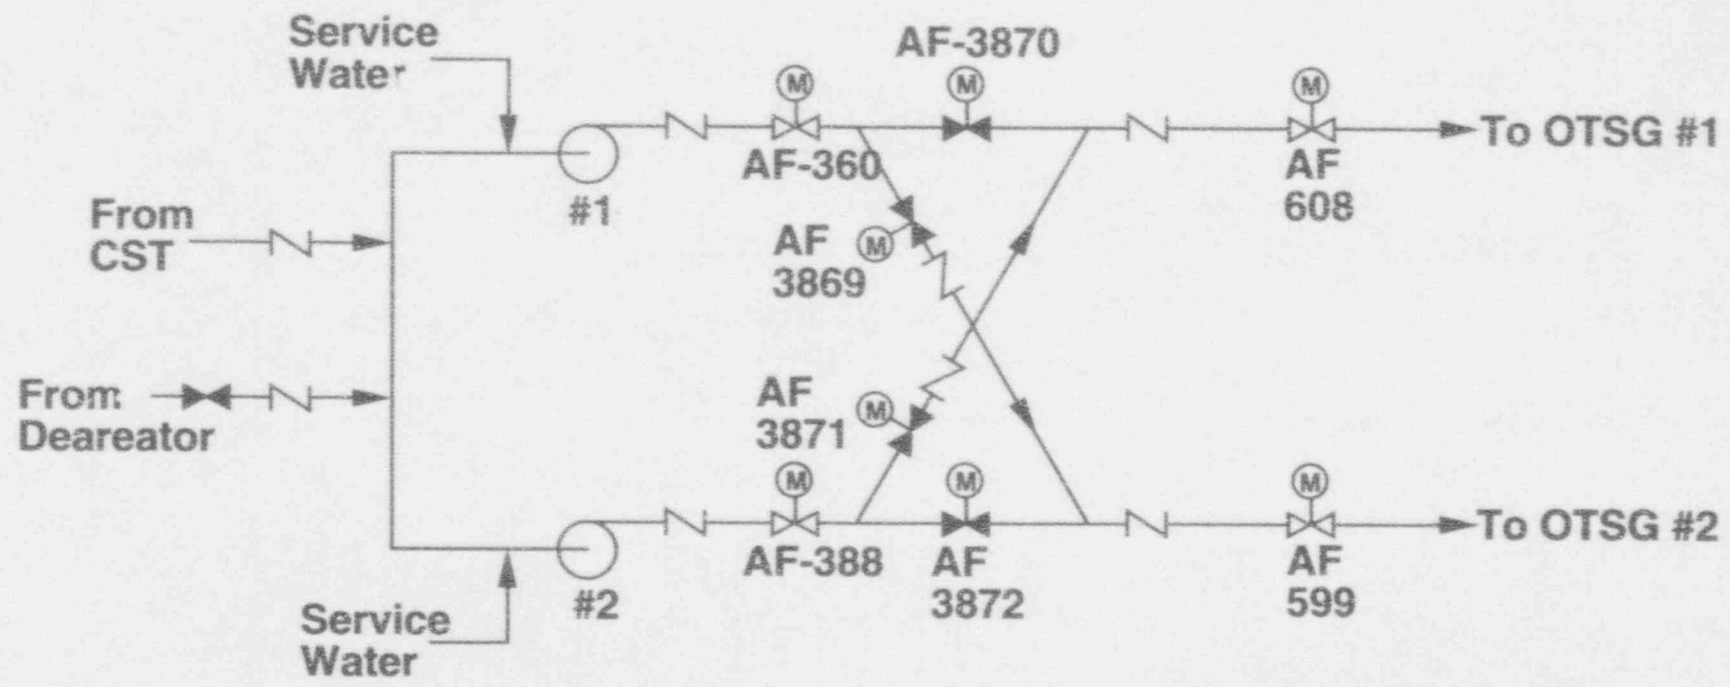 Service
Water
AF-3870
M
M
M
To OTSG #1
AF-360
AF
608
#1
From
CST
AF
3869
M
From
Deareator
AF
3871
M
M
M
M
To OTSG #2
AF-388
AF
3872
AF
599
#2
Service
Water